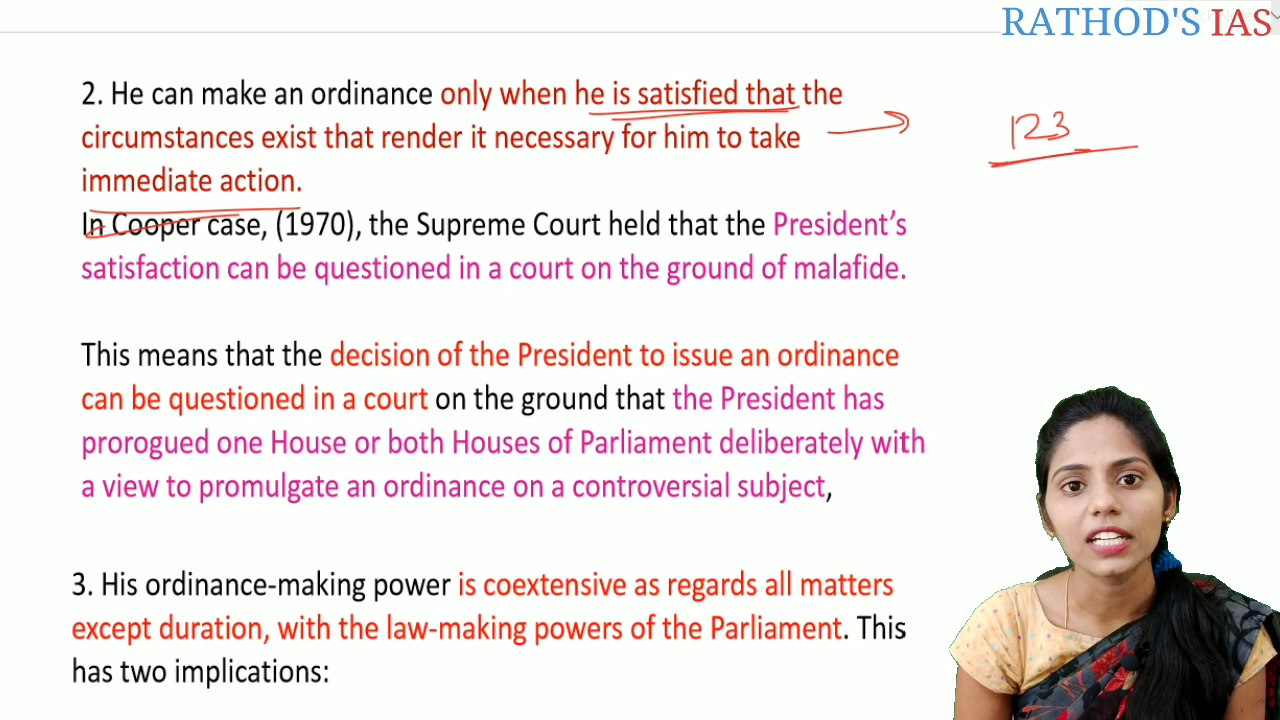 RATHOD'S IAS
2. He can make an ordinance only when he is satisfied that the
circumstances exist that render it necessary for him to take
immediate action.
123
In Cooper case, (1970), the Supreme Court held that the President’s
satisfaction can be questioned in a court on the ground of malafide.
This means that the decision of the President to issue an ordinance
can be questioned in a court on the ground that the President has
prorogued one House or both Houses of Parliament deliberately with
a view to promulgate an ordinance on a controversial subject,
3. His ordinance-making power is coextensive as regards all matters
except duration, with the law-making powers of the Parliament. This
has two implications: